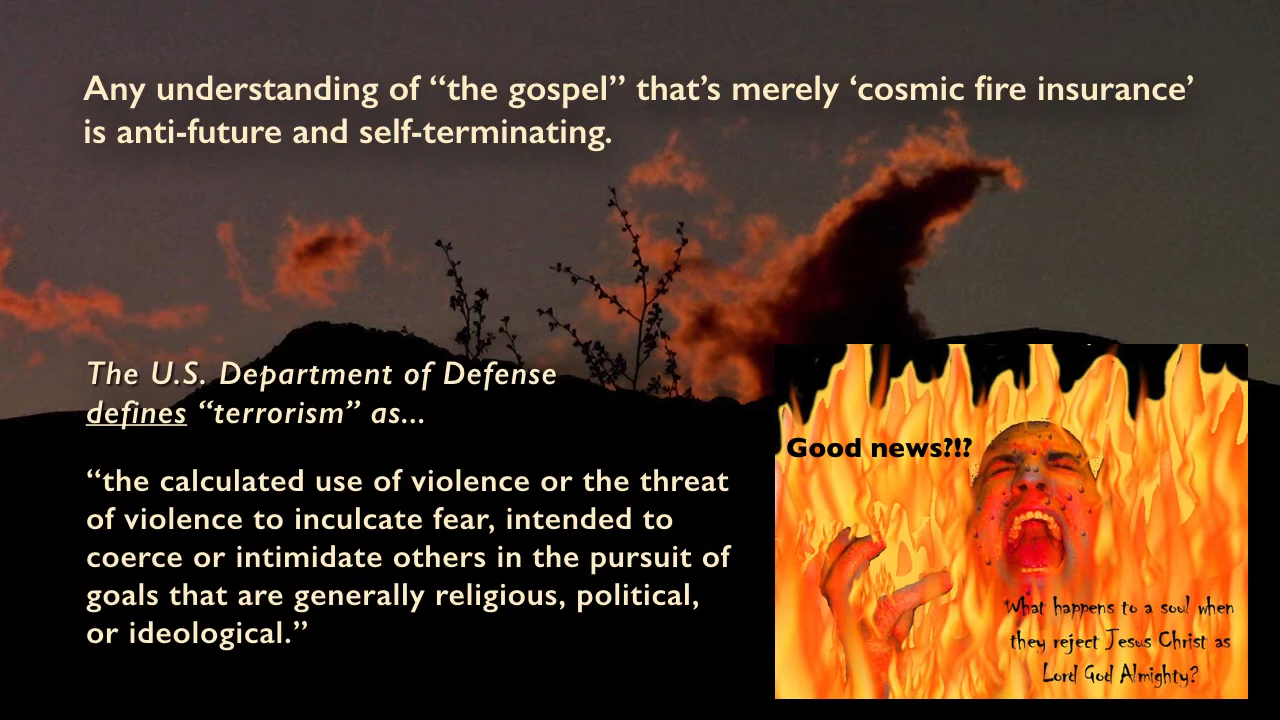 Any understanding of “the gospel” that’s merely ‘cosmic fire insurance’
is anti-future and self-terminating.
The U.S. Department of Defense
defines “terrorism” as...
“the calculated use of violence or the threat
of violence to inculcate fear, intended to
coerce or intimidate others in the pursuit of
goals that are generally religious, political,
or ideological.”
Good news?!?
What happens to a soul when
they reject Jesus Christ as
Lord God Almighty?